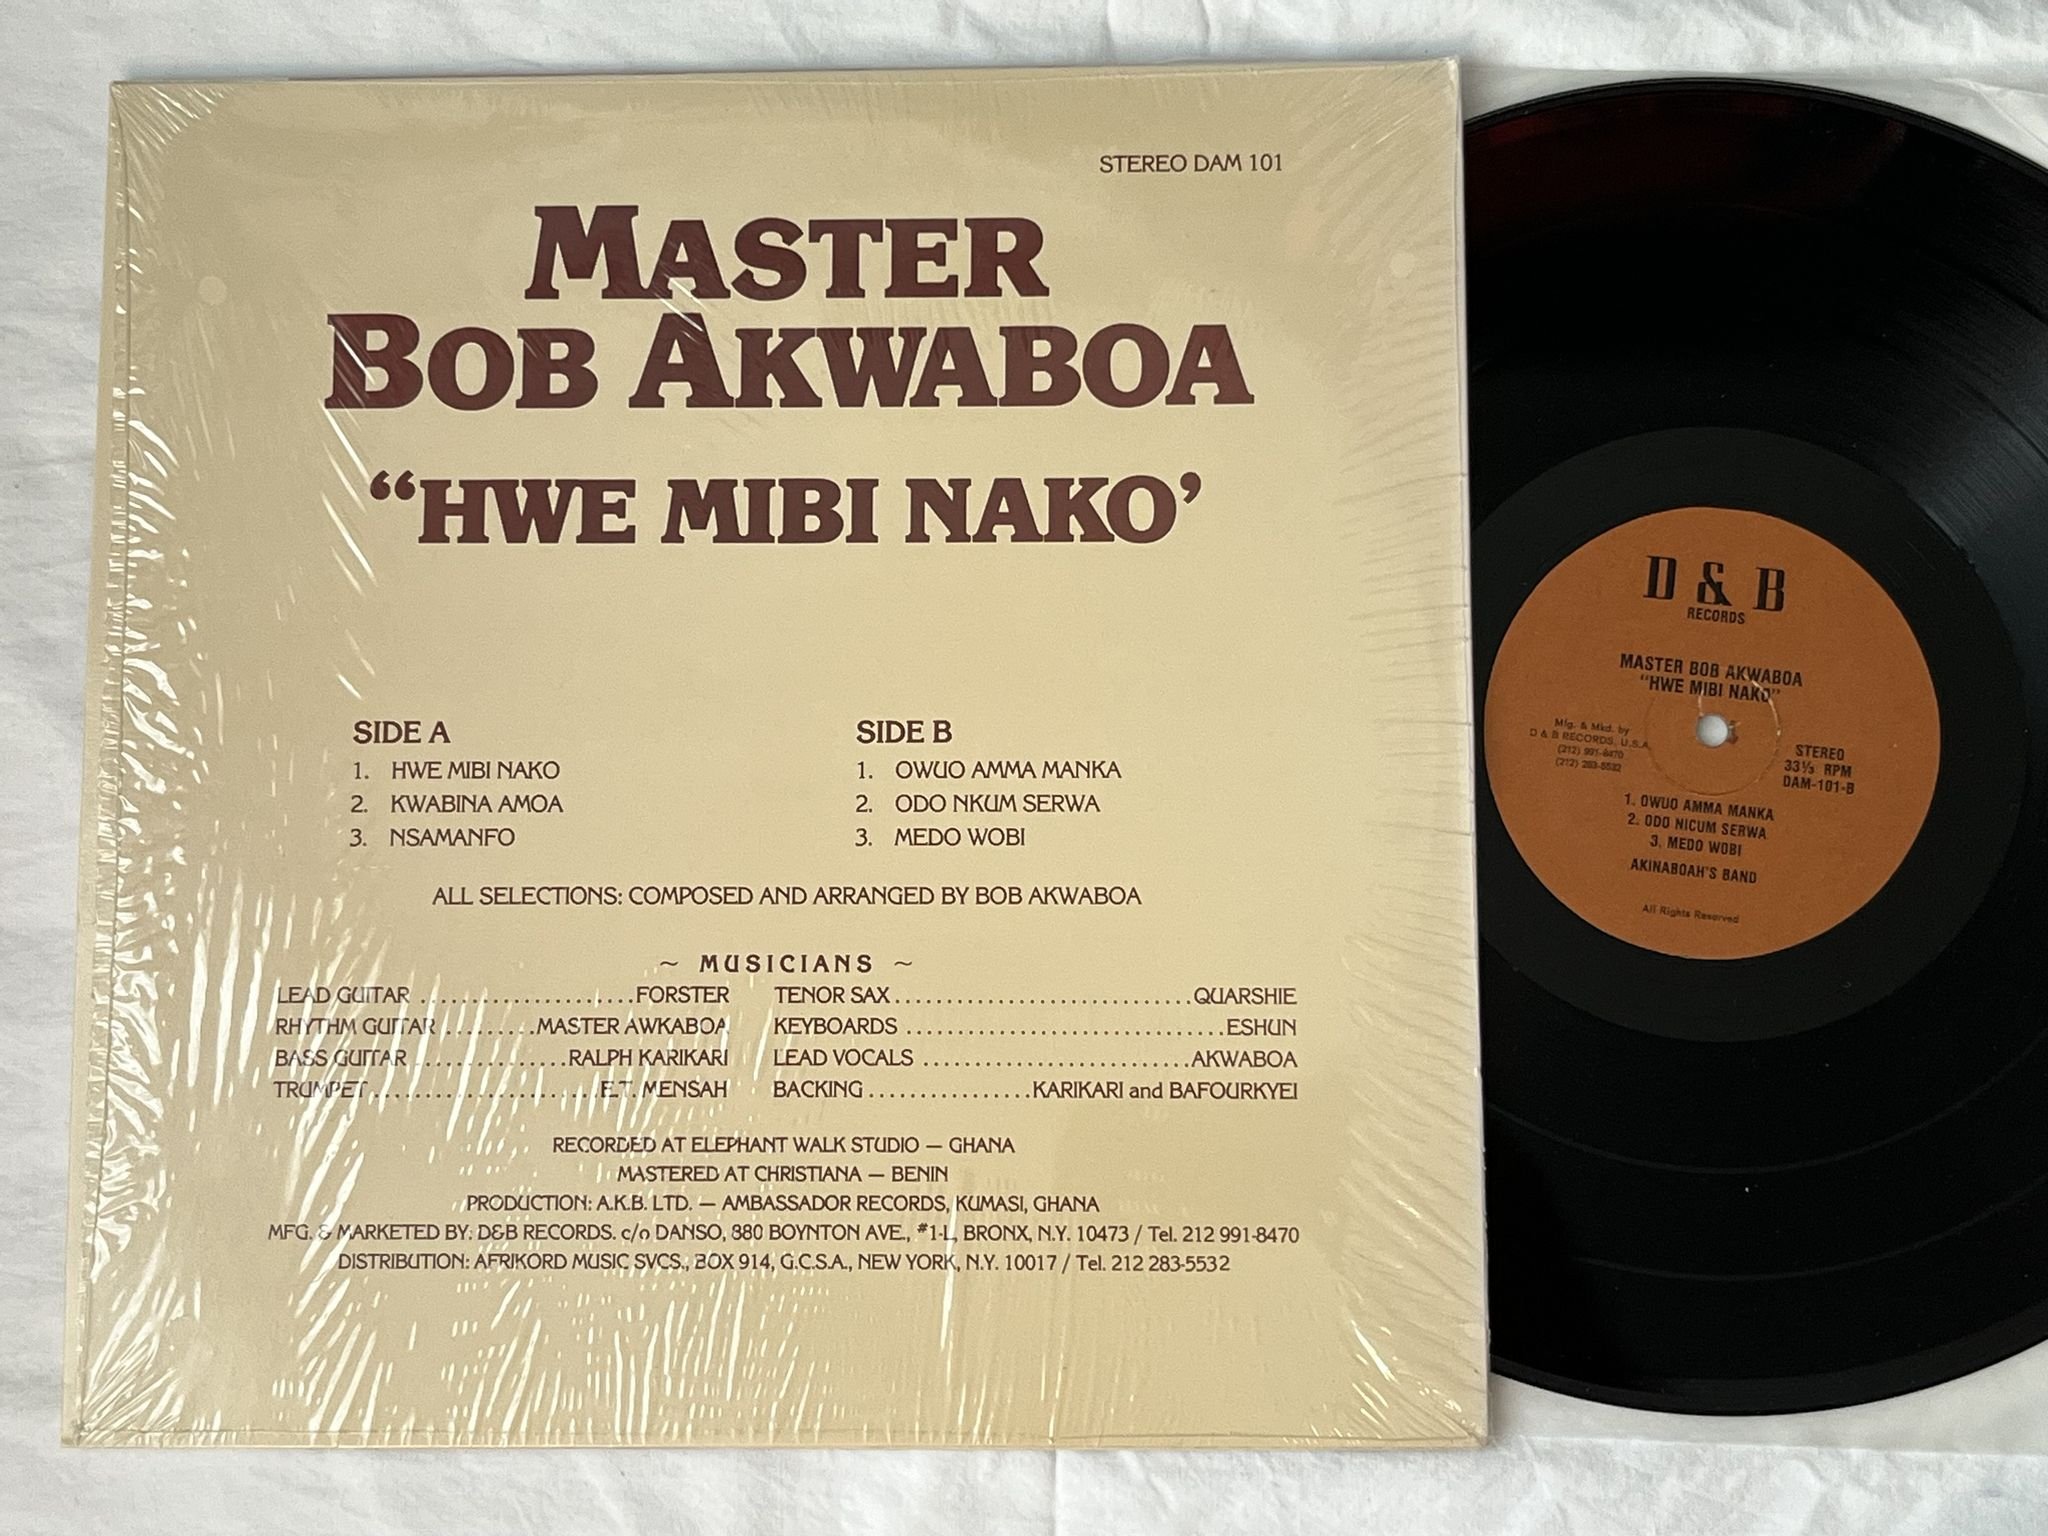 STEREO DAM 101
MASTER
BOB AKWABOA
“HWE MIBI NAKO’
SIDE A
1. HWE MIBI NAKO
2. KWABINA AMOA
3. NSAMANFO
SIDE B
1. OWUO AMMA MANKA
2. ODO NKUM SERWA
3. MEDO WOBI
ALL SELECTIONS: COMPOSED AND ARRANGED BY BOB AKWABOA
~ MUSICIANS ~
LEAD GUITAR .....................FORSTER
RHYTHM GUITAR .........MASTER AWKABOA
BASS GUITAR ...............RALPH KARIKARI
TRUMPET......................E.T. MENSAH
TENOR SAX.............................QUARSHIE
KEYBOARDS ...............................ESHUN
LEAD VOCALS ..........................AKWABOA
BACKING................KARIKARI and BAFOURKYEI
RECORDED AT ELEPHANT WALK STUDIO — GHANA
MASTERED AT CHRISTIANA — BENIN
PRODUCTION: A.K.B. LTD. — AMBASSADOR RECORDS, KUMASI, GHANA
MFG. & MARKETED BY: D&B RECORDS. c/o DANSO, 880 BOYNTON AVE., #1-L, BRONX, N.Y. 10473 / Tel. 212 991-8470
DISTRIBUTION: AFRIKORD MUSIC SVCS., BOX 914, G.C.S.A., NEW YORK, N.Y. 10017 / Tel. 212 283-5532
D & B
RECORDS
MASTER BOB AKWABOA
“HWE MIBI NAKO”
Mfg. & Mkd. by
D & B RECORDS, U.S.A.
(212) 991-8470
(212) 283-5532
STEREO
33⅓ RPM
DAM-101-B
1. OWUO AMMA MANKA
2. ODO NICUM SERWA
3. MEDO WOBI
AKINABOAH'S BAND
All Rights Reserved